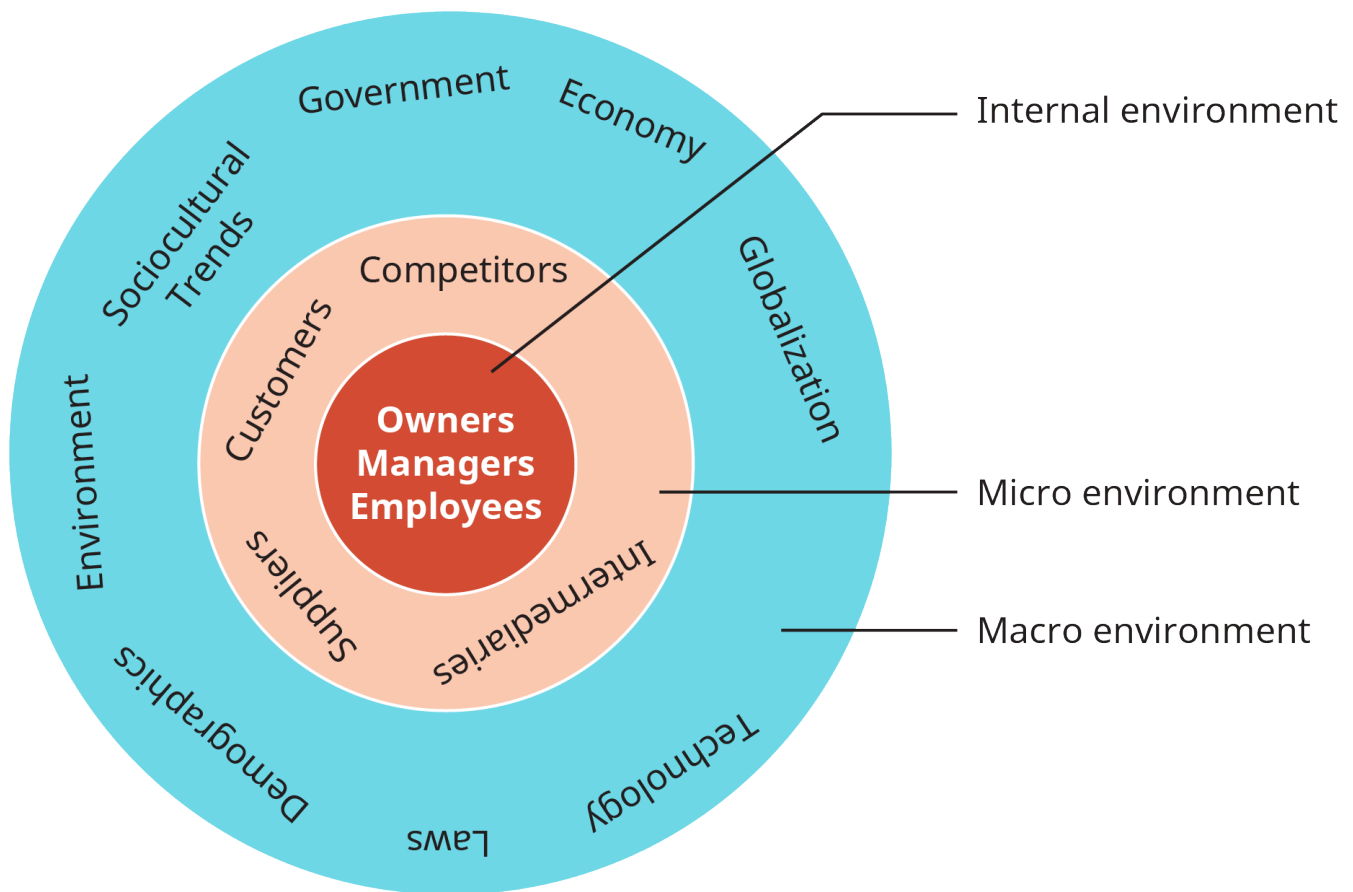 Government
Economy
Internal environment
Sociocultural
Trends
Globalization
Competitors
Customers
Owners
Managers
Employees
Micro environment
Environment
Suppliers
Intermediaries
Macro environment
Demographics
Technology
Laws